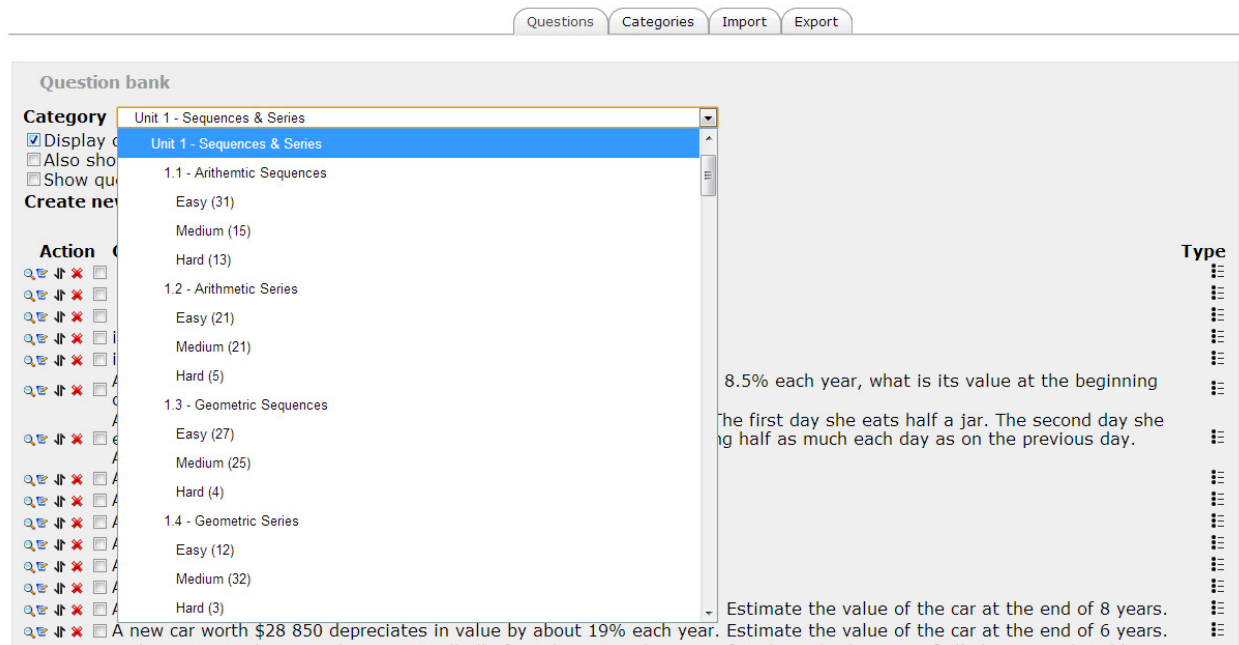 Questions Categories Import Export
Question bank
Category Unit 1 - Sequences & Series
Display
Unit 1 - Sequences & Series
Also
1.1 - Arithemtic Sequences
Show
Easy (31)
Create
Medium (15)
Action
Type
Hard (13)
1.2 - Arithmetic Series
Easy (21)
Medium (21)
Hard (5)
8.5% each year, what is its value at the beginning
1.3 - Geometric Sequences
The first day she eats half a jar. The second day she
Easy (27)
half as much each day as on the previous day.
Medium (25)
Hard (4)
1.4 - Geometric Series
Easy (12)
Medium (32)
Hard (3)
Estimate the value of the car at the end of 8 years.
A new car worth $28 850 depreciates in value by about 19% each year. Estimate the value of the car at the end of 6 years.